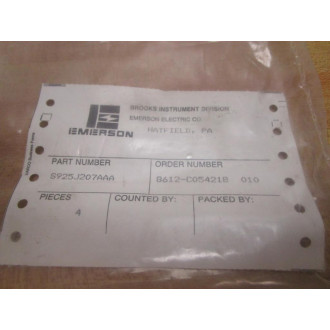 BROOKS INSTRUMENT DIVISION
EMERSON ELECTRIC CO
HATFIELD, PA
EMERSON
PART NUMBER
ORDER NUMBER
S925J207AAA
B612-C05421B 010
PIECES
COUNTED BY:
PACKED BY:
4